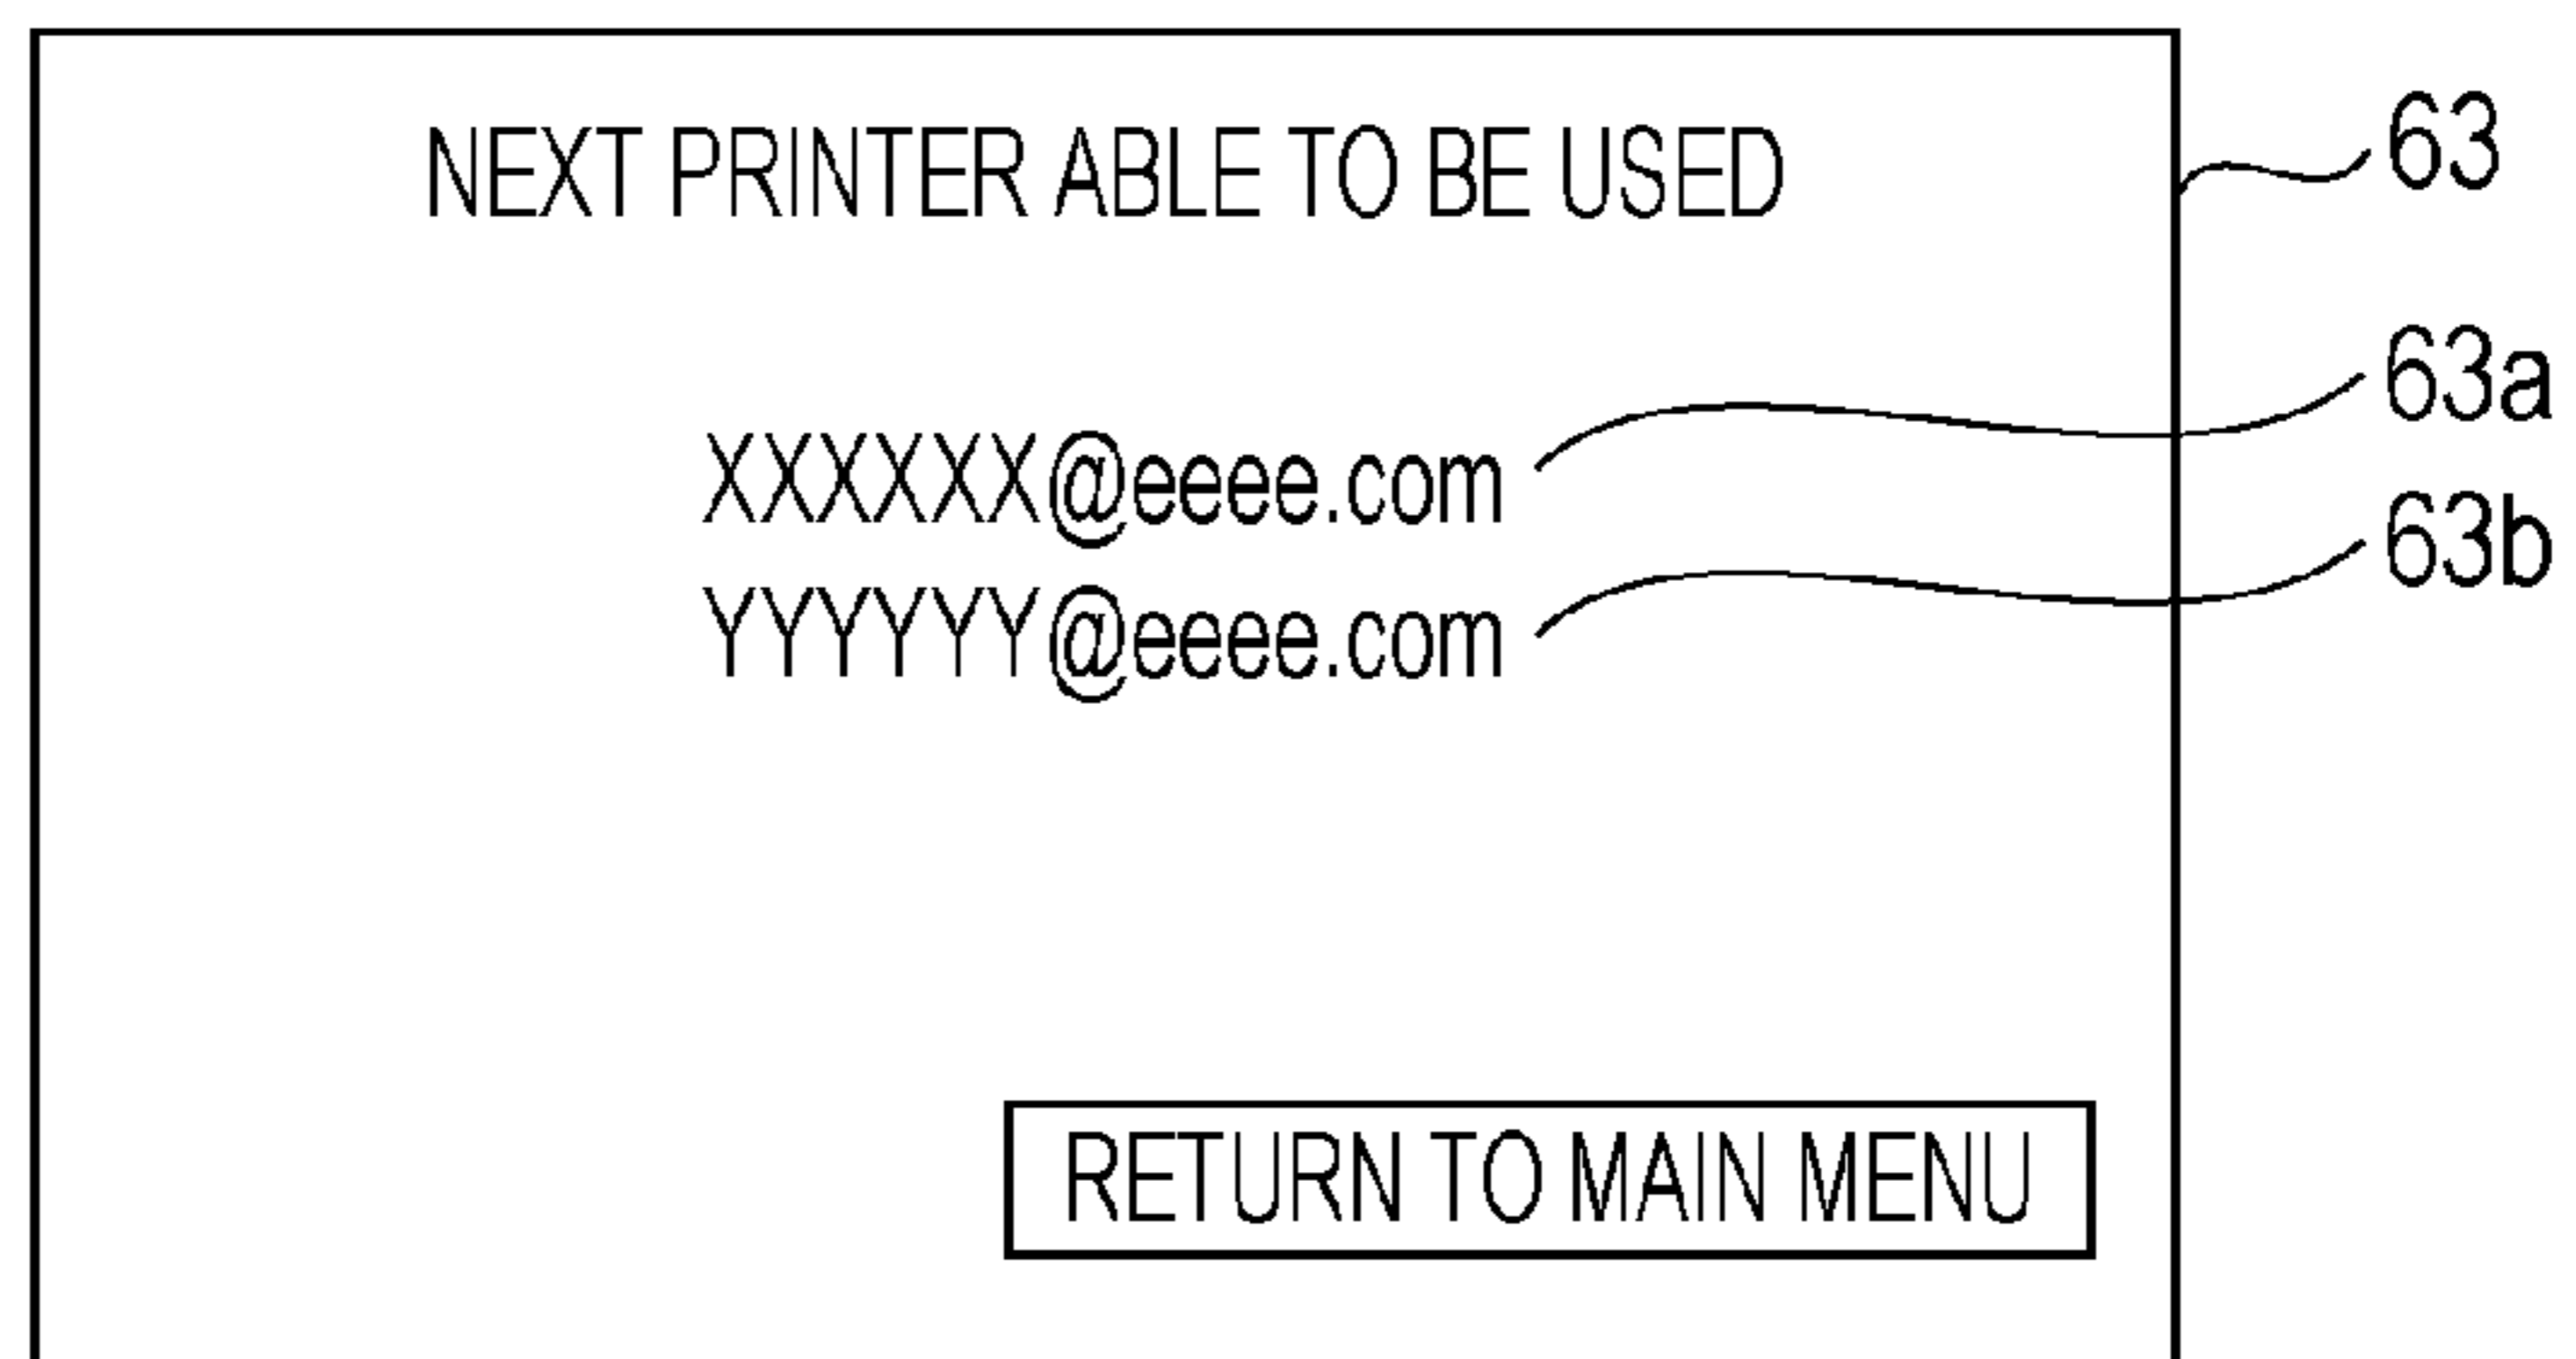 NEXT PRINTER ABLE TO BE USED
63
XXXXXX@eeee.com
63a
YYYYYY@eeee.com
63b
RETURN TO MAIN MENU